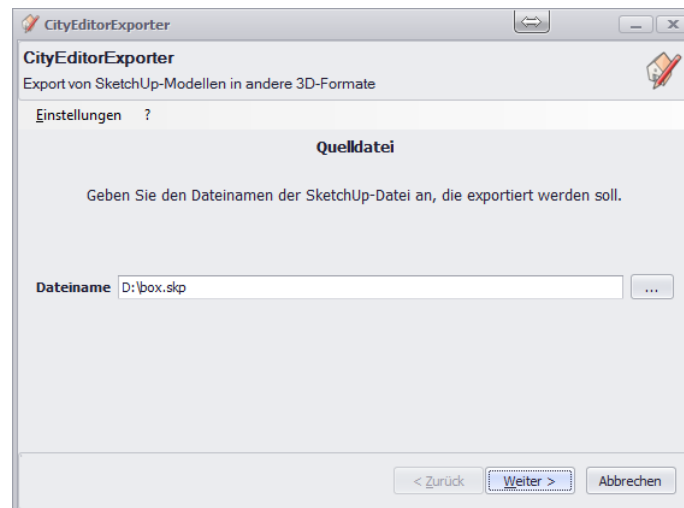 CityEditorExporter
CityEditorExporter
Export von SketchUp-Modellen in andere 3D-Formate
Einstellungen ?
Quelldatei
Geben Sie den Dateinamen der SketchUp-Datei an, die exportiert werden soll.
Dateiname D:\box.skp ...
< Zurück Weiter > Abbrechen